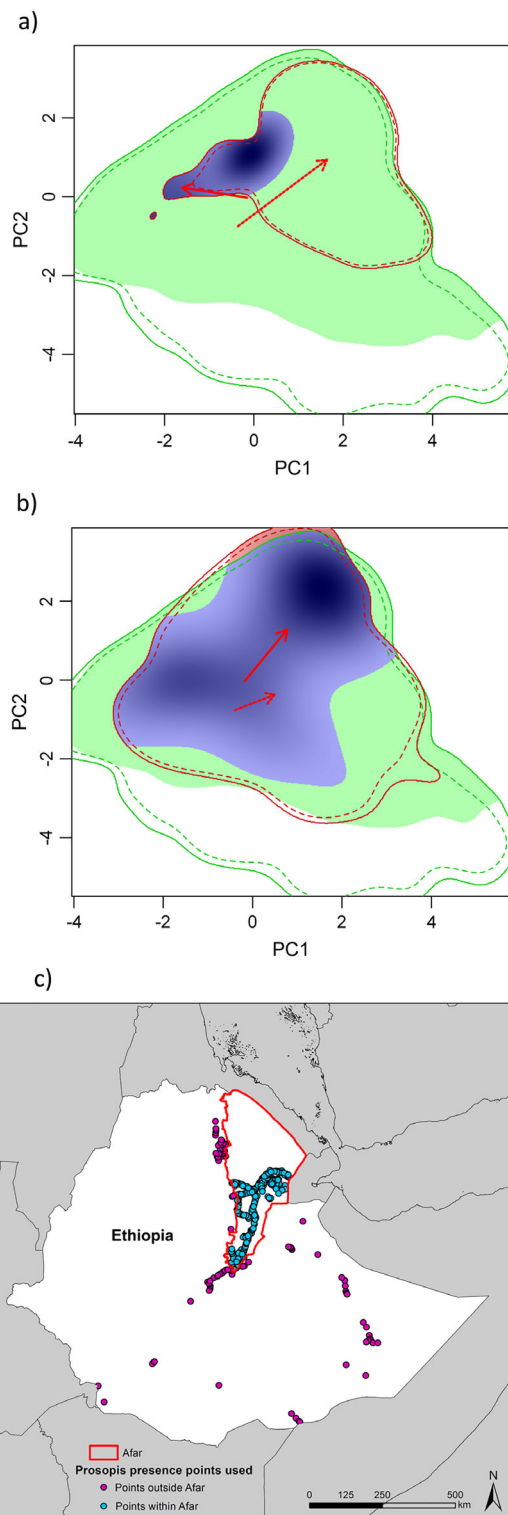 a)
2
0
-2
-4
PC2
-4
-2
0
2
4
PC1
b)
2
0
-2
-4
PC2
-4
-2
0
2
4
PC1
c)
Ethiopia
Afar
Prosopis presence points used
Points outside Afar
Points within Afar
0 125 250 500
km
N